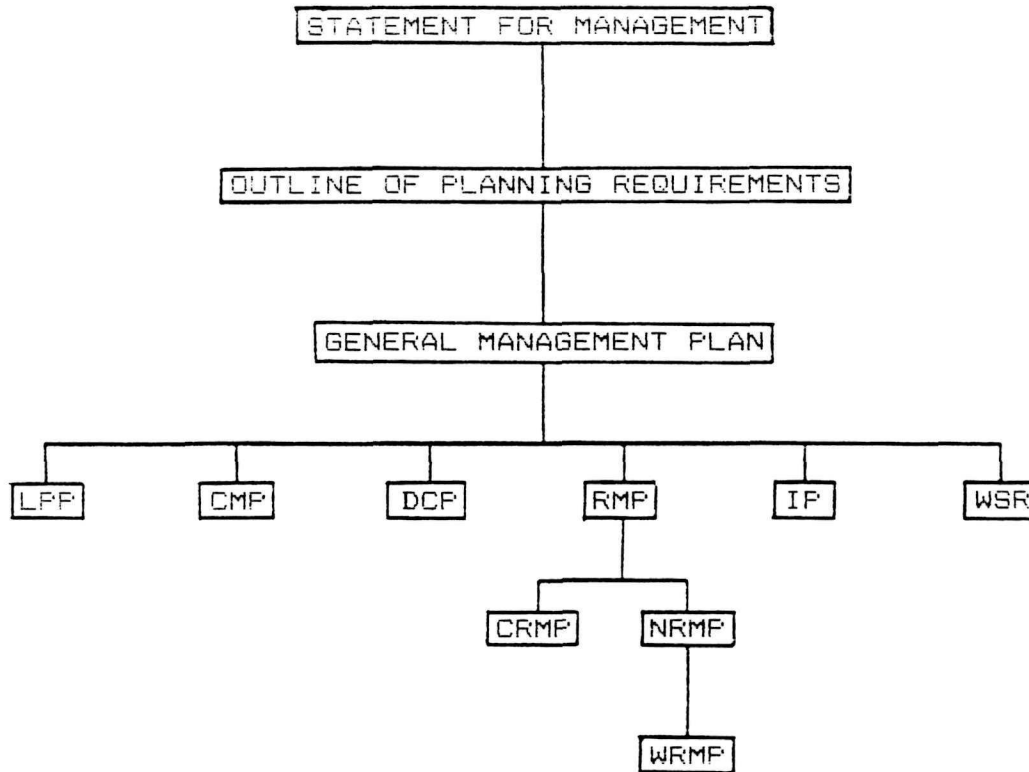 STATEMENT FOR MANAGEMENT
OUTLINE OF PLANNING REQUIREMENTS
GENERAL MANAGEMENT PLAN
LPP CMP DCP RMP IP WSR
CRMP NRMP
WRMP